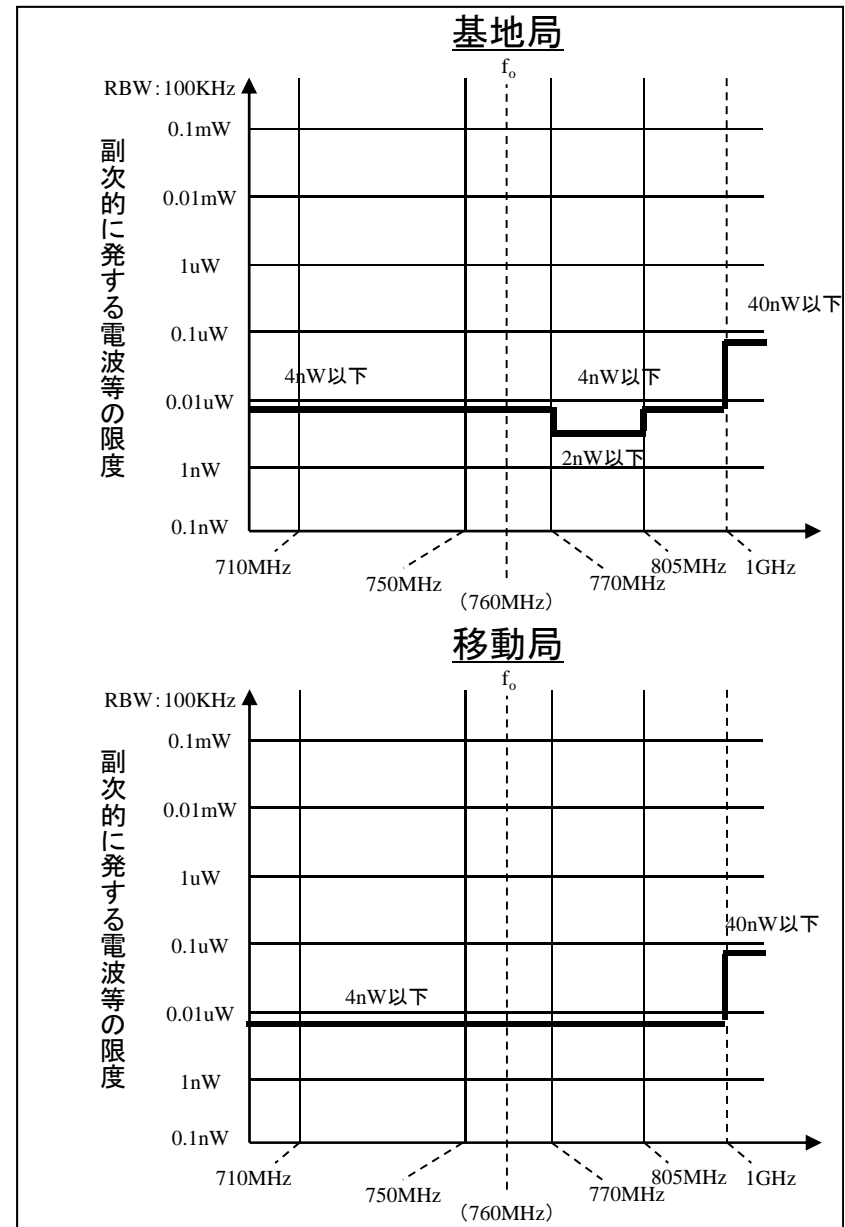 基地局
fo
RBW：100KHz
0.1mW
0.01mW
1uW
0.1uW
0.01uW
1nW
0.1nW
副次的に発する電波等の限度
40nW以下
4nW以下
4nW以下
2nW以下
710MHz
750MHz
（760MHz）
770MHz
805MHz
1GHz
移動局
fo
RBW：100KHz
0.1mW
0.01mW
1uW
0.1uW
0.01uW
1nW
0.1nW
副次的に発する電波等の限度
40nW以下
4nW以下
710MHz
750MHz
（760MHz）
770MHz
805MHz
1GHz